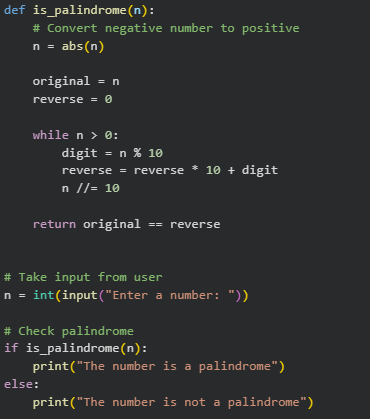 def is_palindrome(n):
    # Convert negative number to positive
    n = abs(n)

    original = n
    reverse = 0

    while n > 0:
        digit = n % 10
        reverse = reverse * 10 + digit
        n //= 10

    return original == reverse


# Take input from user
n = int(input("Enter a number: "))

# Check palindrome
if is_palindrome(n):
    print("The number is a palindrome")
else:
    print("The number is not a palindrome")